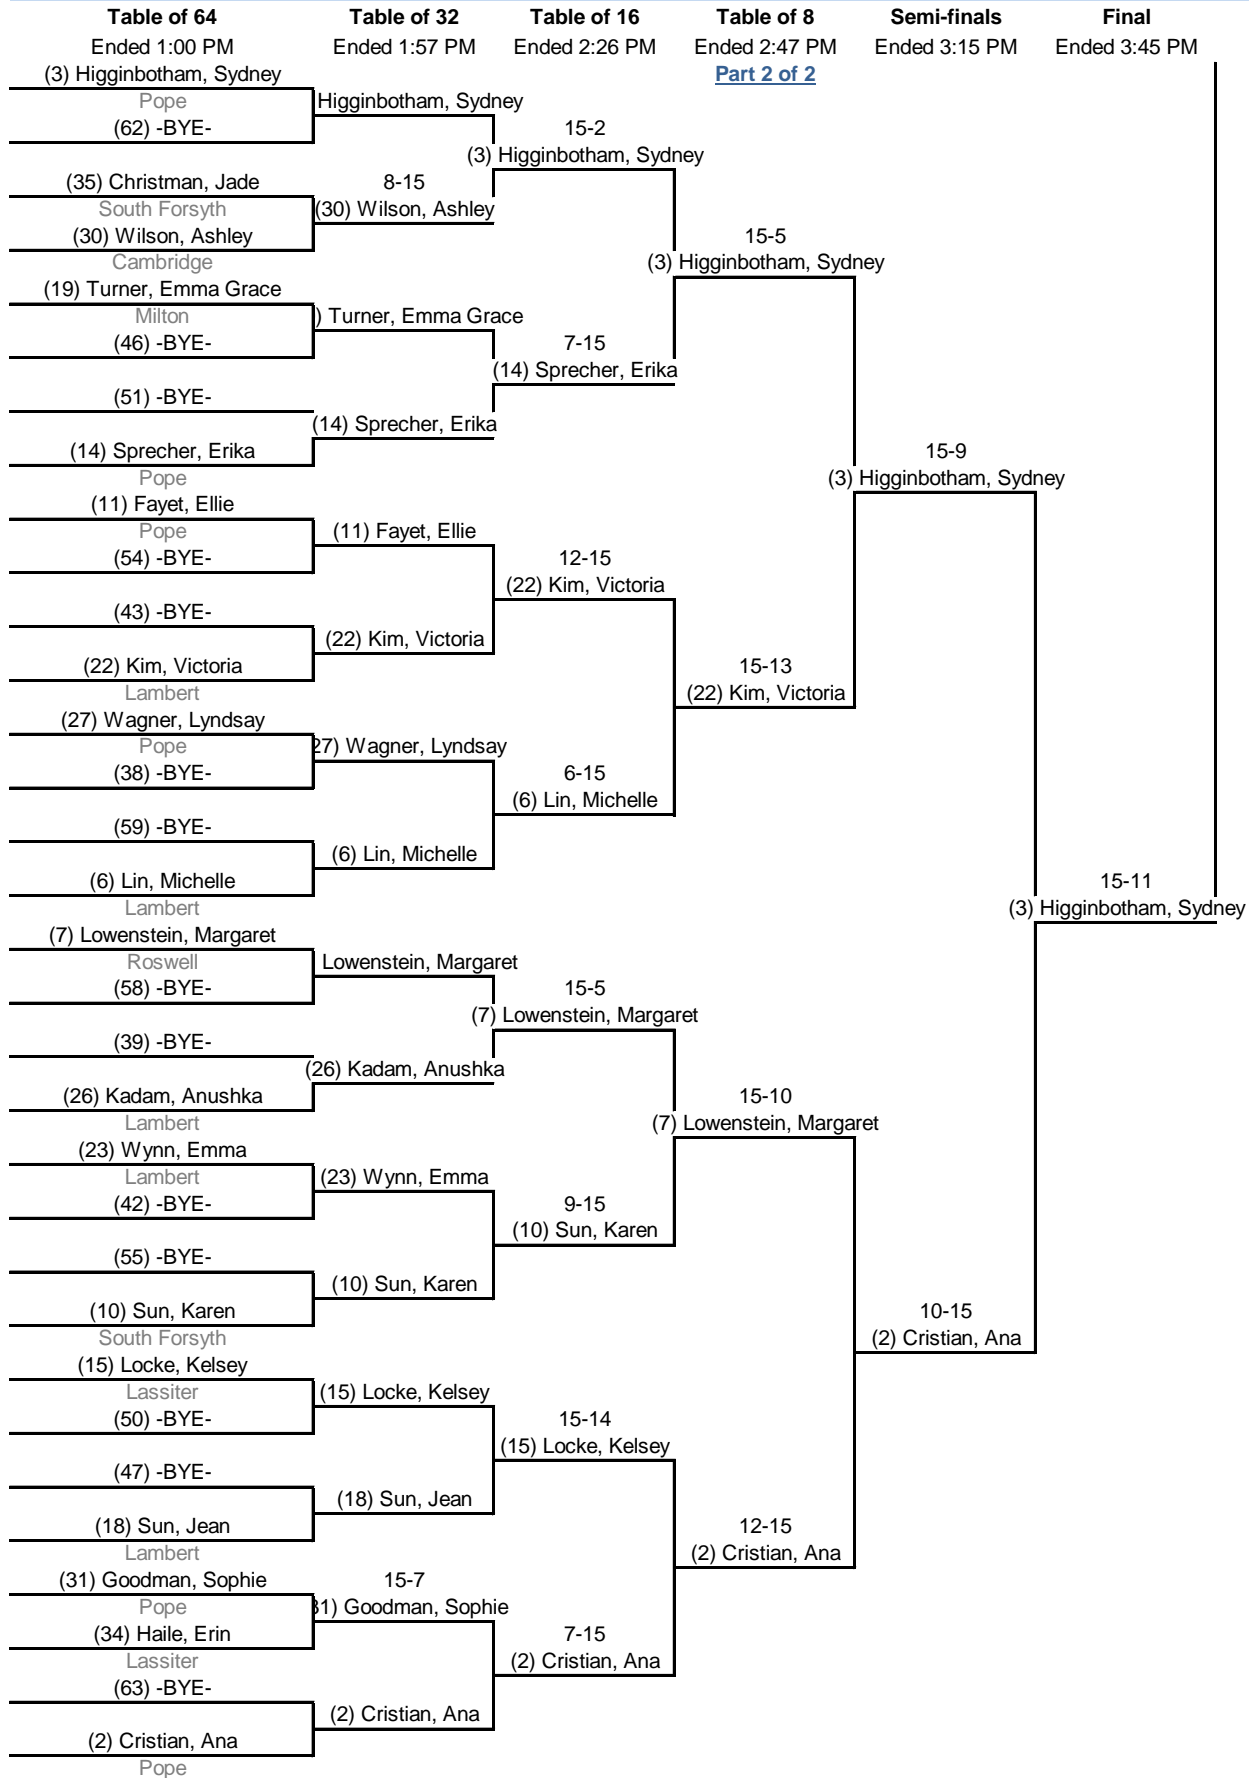 Table of 64 Table of 32 Table of 16 Table of 8 Semi-finals Final
Ended 1:00 PM Ended 1:57 PM Ended 2:26 PM Ended 2:47 PM Ended 3:15 PM Ended 3:45 PM
(3) Higginbotham, Sydney Part 2 of 2
Pope Higginbotham, Sydney
(62) -BYE- 15-2
(3) Higginbotham, Sydney
(35) Christman, Jade 8-15
South Forsyth (30) Wilson, Ashley
(30) Wilson, Ashley 15-5
Cambridge (3) Higginbotham, Sydney
(19) Turner, Emma Grace
Milton ) Turner, Emma Grace
(46) -BYE- 7-15
(14) Sprecher, Erika
(51) -BYE-
(14) Sprecher, Erika
(14) Sprecher, Erika 15-9
Pope (3) Higginbotham, Sydney
(11) Fayet, Ellie
Pope (11) Fayet, Ellie
(54) -BYE- 12-15
(22) Kim, Victoria
(43) -BYE-
(22) Kim, Victoria
(22) Kim, Victoria 15-13
Lambert (22) Kim, Victoria
(27) Wagner, Lyndsay
Pope 27) Wagner, Lyndsay
(38) -BYE- 6-15
(6) Lin, Michelle
(59) -BYE-
(6) Lin, Michelle
(6) Lin, Michelle 15-11
Lambert (3) Higginbotham, Sydney
(7) Lowenstein, Margaret
Roswell Lowenstein, Margaret
(58) -BYE- 15-5
(7) Lowenstein, Margaret
(39) -BYE-
(26) Kadam, Anushka
(26) Kadam, Anushka 15-10
Lambert (7) Lowenstein, Margaret
(23) Wynn, Emma
Lambert (23) Wynn, Emma
(42) -BYE- 9-15
(10) Sun, Karen
(55) -BYE-
(10) Sun, Karen
(10) Sun, Karen 10-15
South Forsyth (2) Cristian, Ana
(15) Locke, Kelsey
Lassiter (15) Locke, Kelsey
(50) -BYE- 15-14
(15) Locke, Kelsey
(47) -BYE-
(18) Sun, Jean
(18) Sun, Jean 12-15
Lambert (2) Cristian, Ana
(31) Goodman, Sophie 15-7
Pope 31) Goodman, Sophie
(34) Haile, Erin 7-15
Lassiter (2) Cristian, Ana
(63) -BYE-
(2) Cristian, Ana
(2) Cristian, Ana
Pope